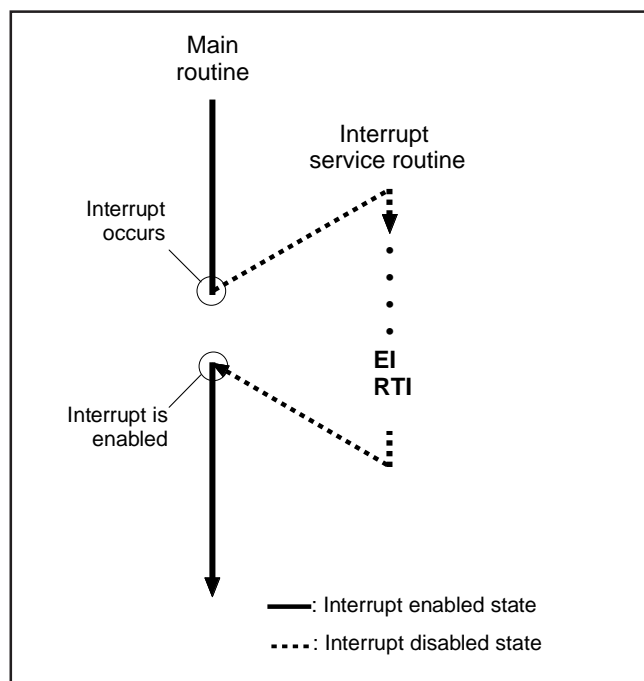 Main
routine
Interrupt
service routine
Interrupt
occurs
EI
RTI
Interrupt is
enabled
: Interrupt enabled state
: Interrupt disabled state